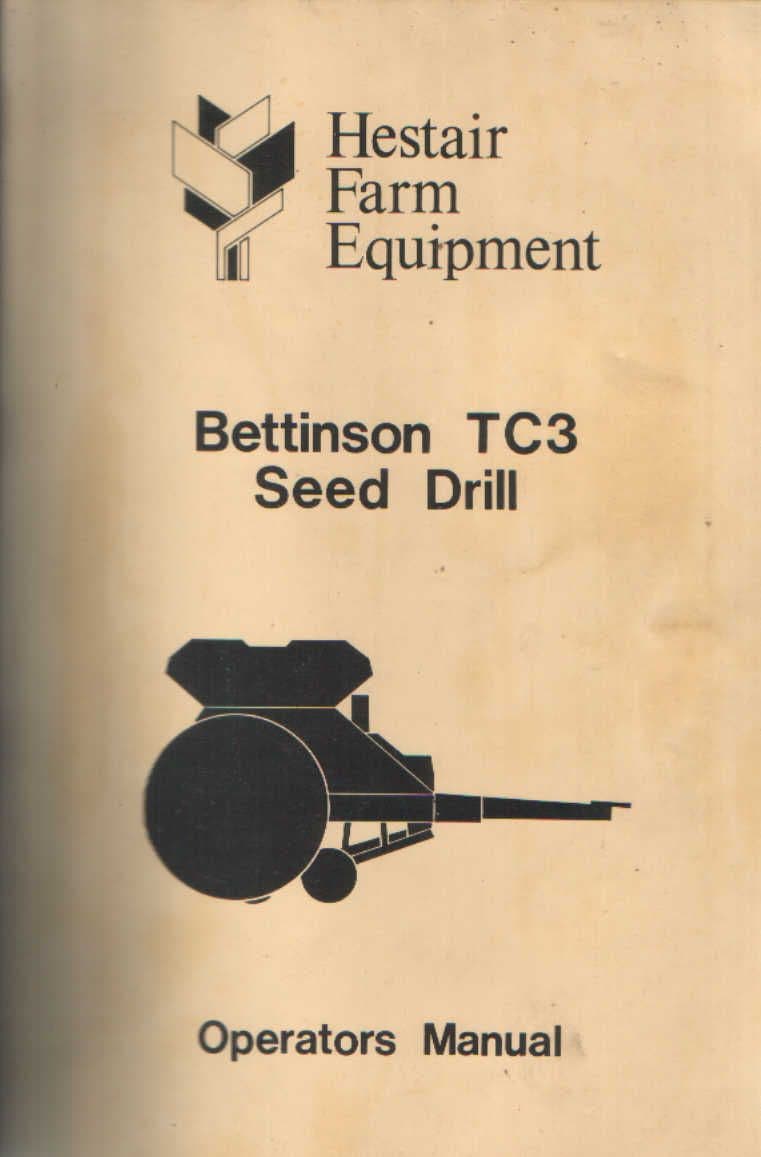 Hestair
Farm
Equipment
Bettinson TC3
Seed Drill
Operators Manual